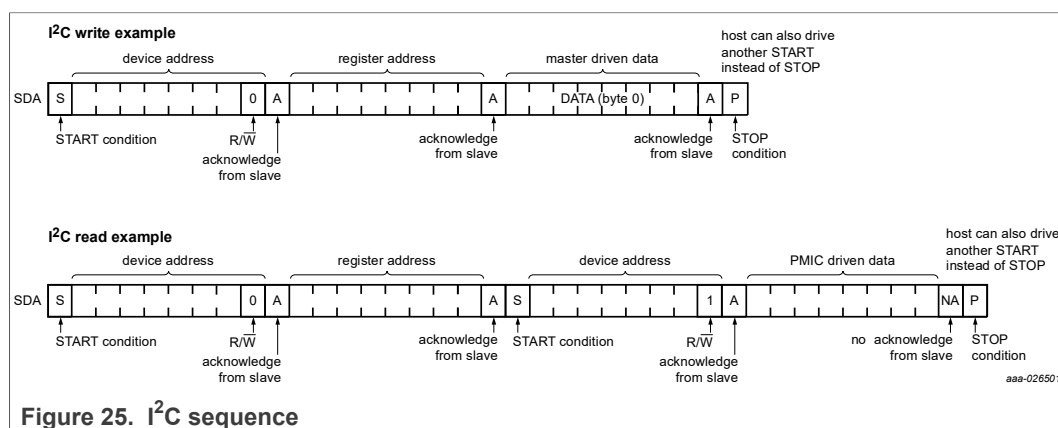 I²C write example
host can also drive
another START
instead of STOP
device address
register address
master driven data
SDA S 0 A A DATA (byte 0) A P
START condition
R/W̅
acknowledge
from slave
acknowledge
from slave
acknowledge
from slave
STOP
condition
I²C read example
host can also drive
another START
instead of STOP
device address
register address
device address
PMIC driven data
SDA S 0 A A S 1 A NA P
START condition
R/W̅
acknowledge
from slave
acknowledge
from slave
START condition
R/W̅
acknowledge
from slave
no acknowledge
from slave
STOP
condition
aaa-026501
Figure 25. I²C sequence